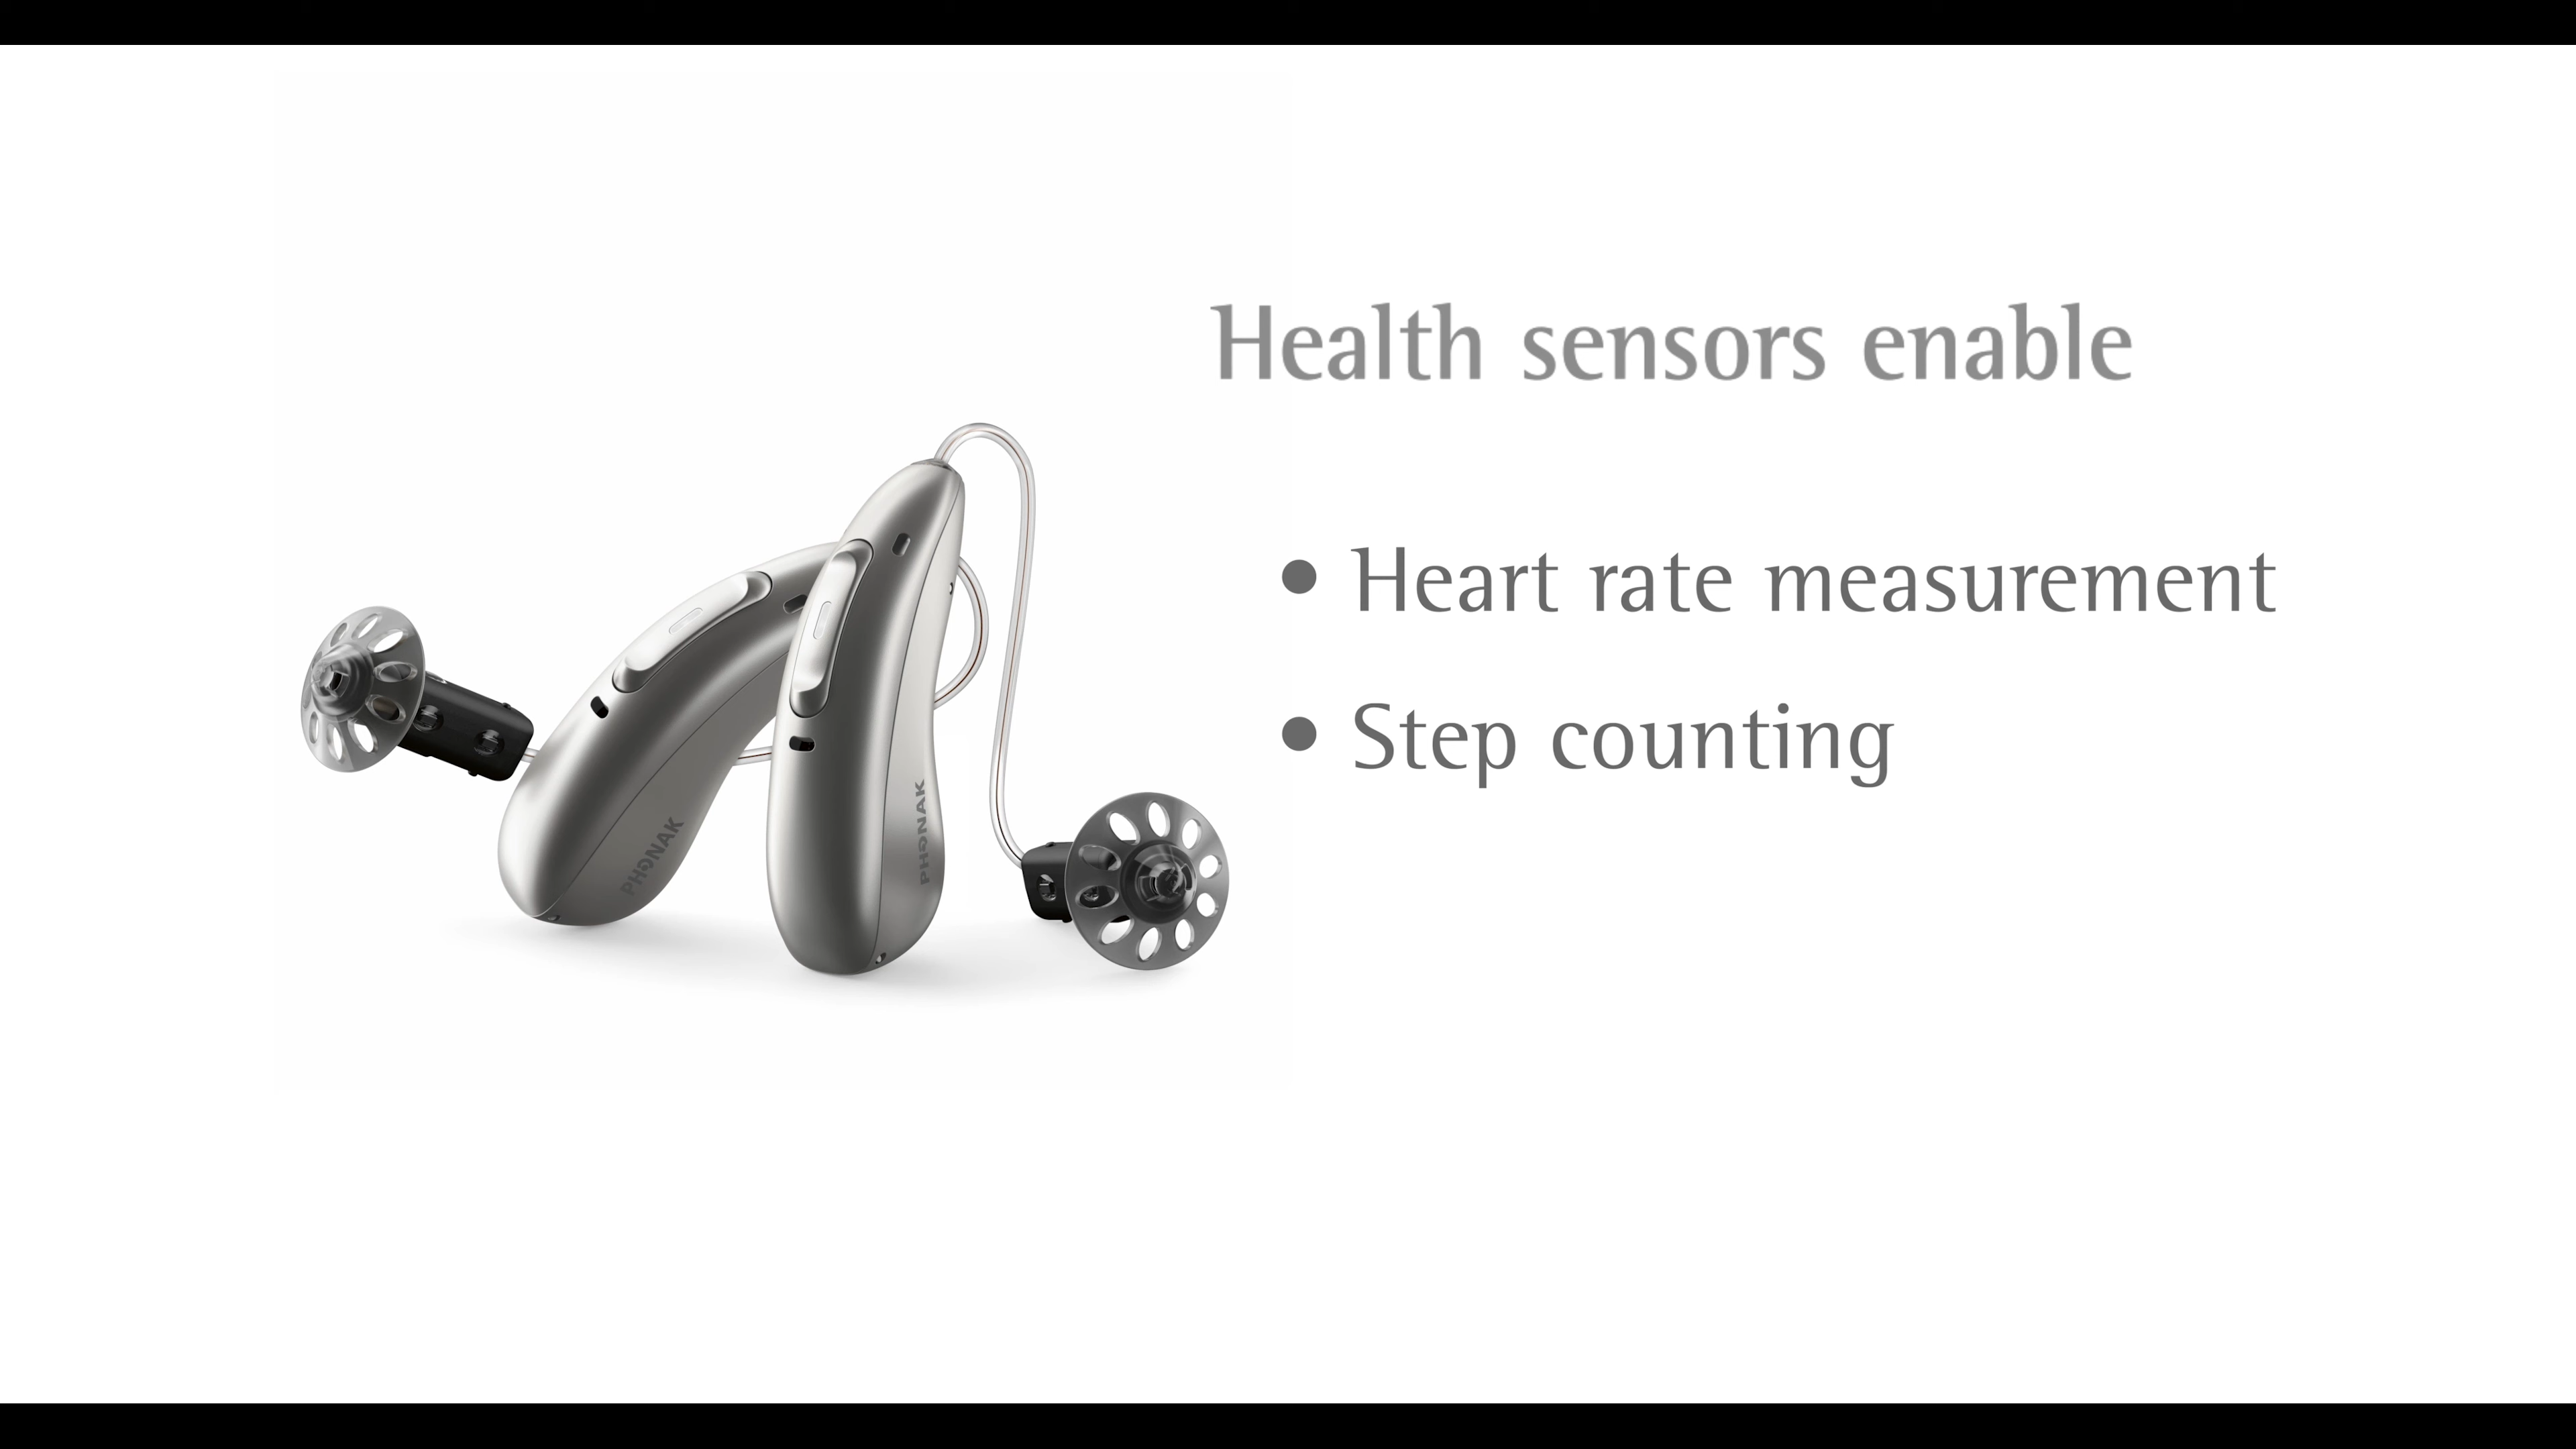 Health sensors enable
• Heart rate measurement
• Step counting
PHONAK
PHONAK